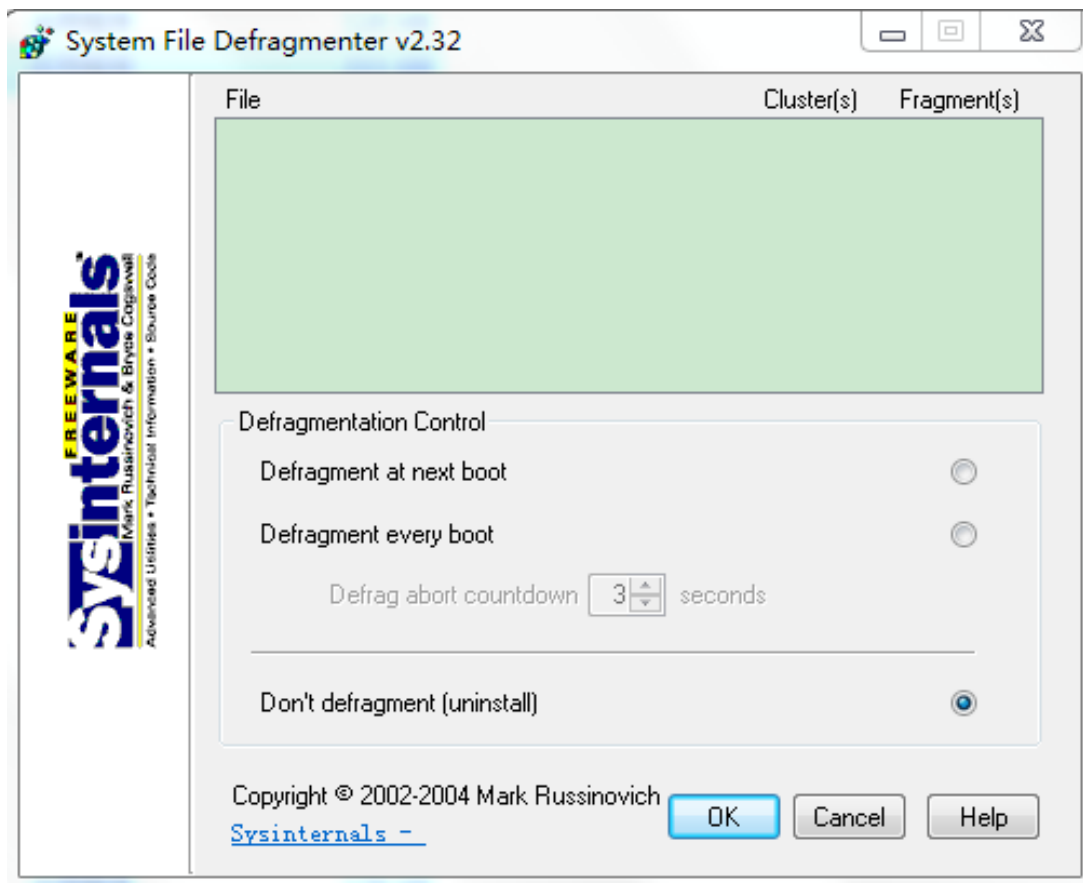 System File Defragmenter v2.32
File Cluster(s) Fragment(s)
FREEWARE
Sysinternals
Mark Russinovich & Bryce Cogswell
Advanced Utilities • Technical Information • Source Code
Defragmentation Control
Defragment at next boot
Defragment every boot
Defrag abort countdown 3 seconds
Don't defragment (uninstall)
Copyright © 2002-2004 Mark Russinovich
Sysinternals -
OK Cancel Help